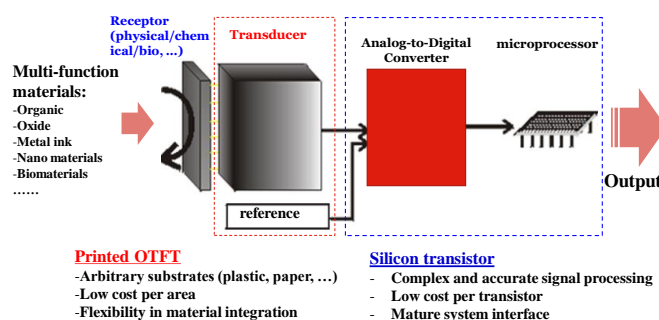 Receptor
(physical/chem
ical/bio, ...)
Transducer
Analog-to-Digital
Converter
microprocessor
Multi-function
materials:
-Organic
-Oxide
-Metal ink
-Nano materials
-Biomaterials
......
reference
Output
Printed OTFT
-Arbitrary substrates (plastic, paper, ...)
-Low cost per area
-Flexibility in material integration
Silicon transistor
- Complex and accurate signal processing
- Low cost per transistor
- Mature system interface